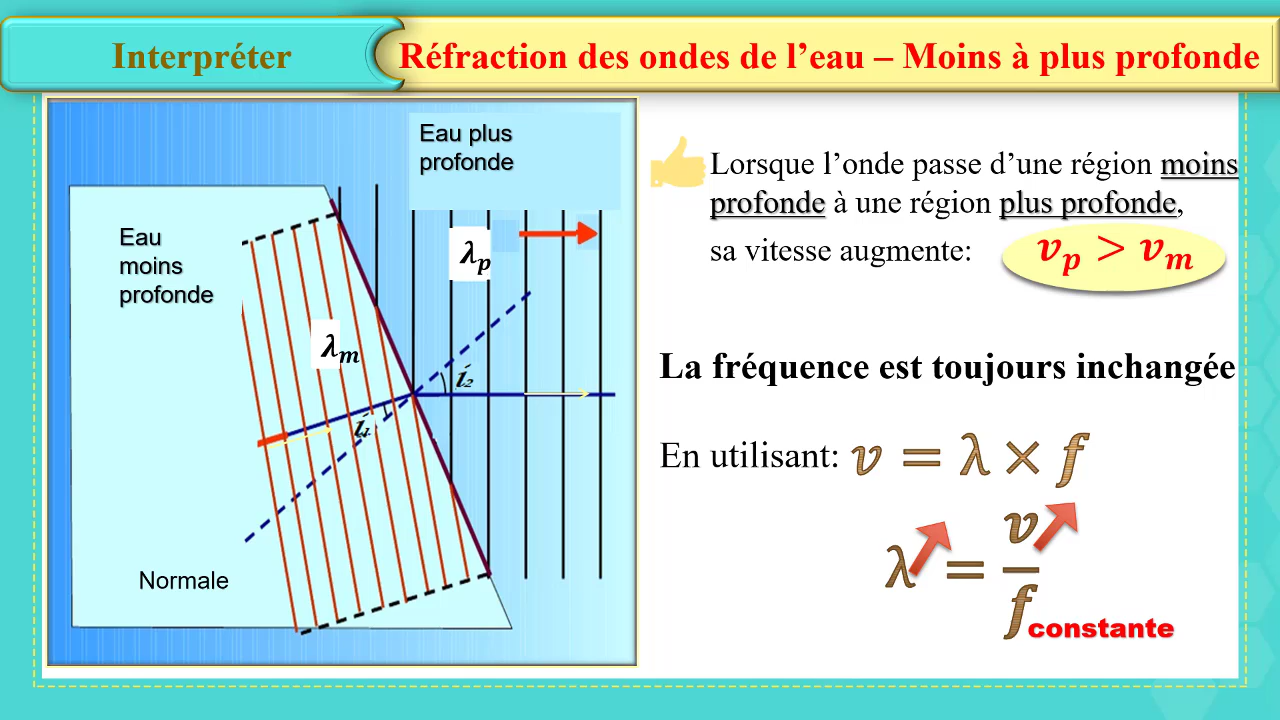 Interpréter
Réfraction des ondes de l’eau – Moins à plus profonde
Eau plus
profonde
Eau
moins
profonde
λp
λm
i2
i1
Normale
Lorsque l’onde passe d’une région moins
profonde à une région plus profonde,
sa vitesse augmente:
vp > vm
La fréquence est toujours inchangée
En utilisant: v = λ × f
λ = v/f
constante